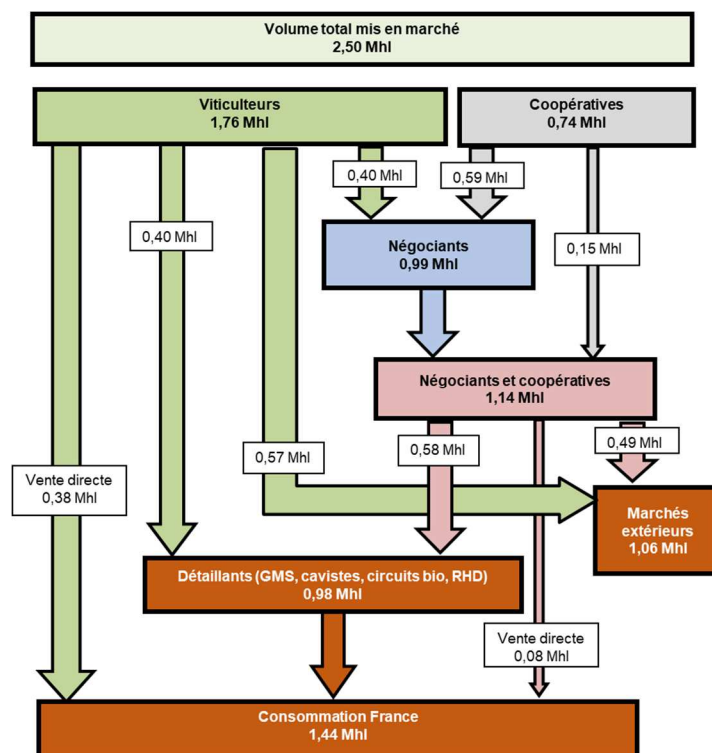 Volume total mis en marché
2,50 Mhl
Viticulteurs
1,76 Mhl
Coopératives
0,74 Mhl
0,40 Mhl
0,59 Mhl
0,40 Mhl
Négociants
0,99 Mhl
0,15 Mhl
Négociants et coopératives
1,14 Mhl
Vente directe
0,38 Mhl
0,57 Mhl
0,58 Mhl
0,49 Mhl
Marchés
extérieurs
1,06 Mhl
Détaillants (GMS, cavistes, circuits bio, RHD)
0,98 Mhl
Vente directe
0,08 Mhl
Consommation France
1,44 Mhl